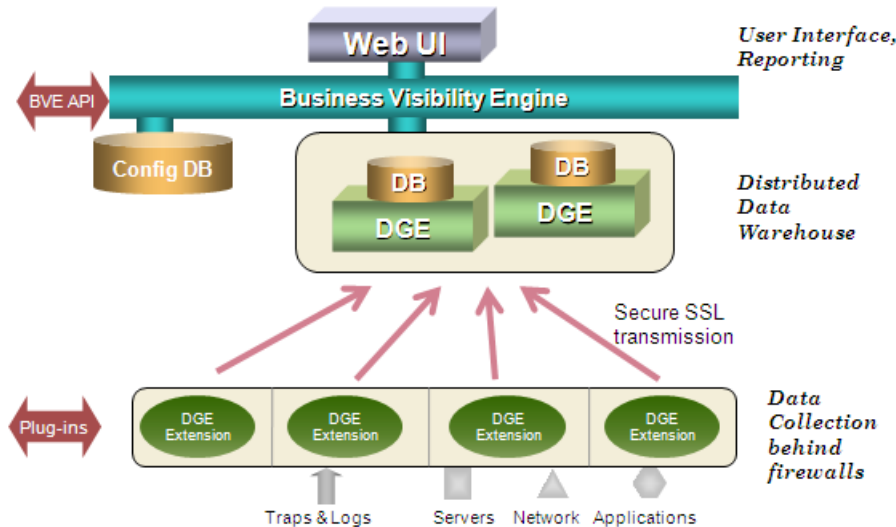 Web UI
User Interface,
Reporting
BVE API
Business Visibility Engine
Config DB
DB
DGE
DB
DGE
Distributed
Data
Warehouse
Secure SSL
transmission
Plug-ins
DGE
Extension
DGE
Extension
DGE
Extension
DGE
Extension
Data
Collection
behind
firewalls
Traps & Logs
Servers
Network
Applications